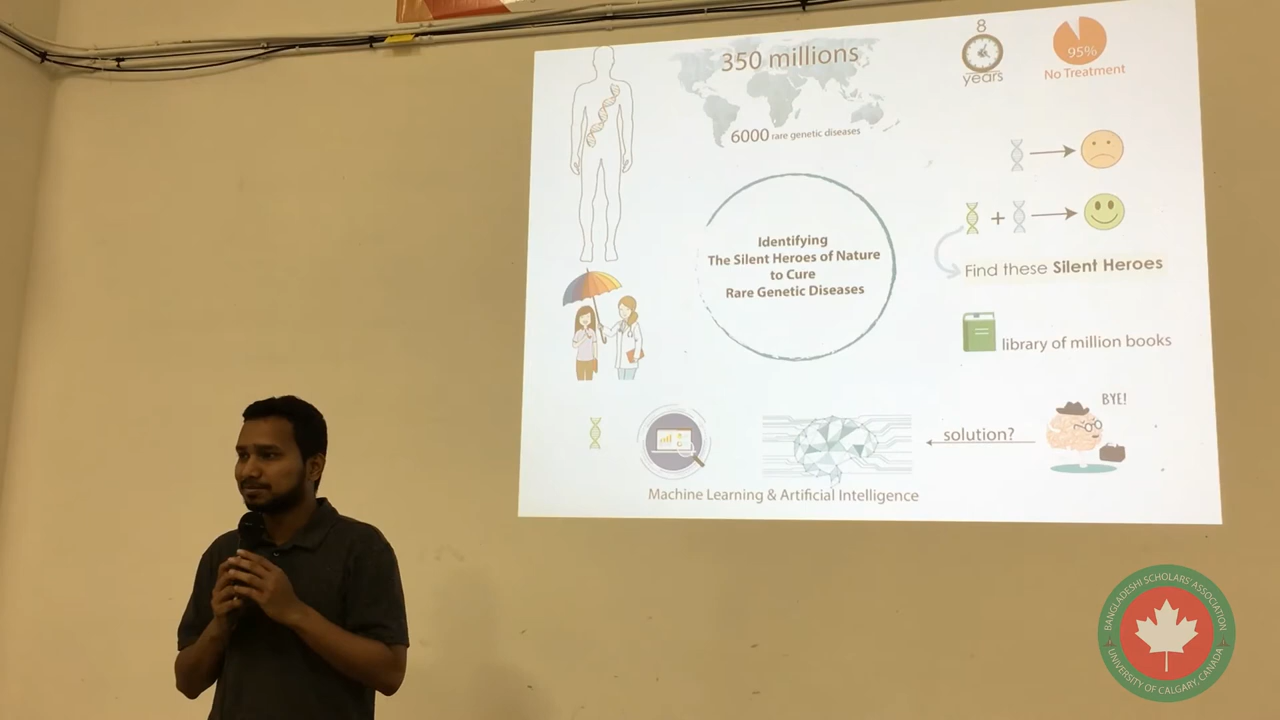 350 millions
6000 rare genetic diseases
8
years
95%
No Treatment
Identifying
The Silent Heroes of Nature
to Cure
Rare Genetic Diseases
+
Find these Silent Heroes
library of million books
BYE!
solution?
Machine Learning & Artificial Intelligence
BANGLADESHI SCHOLARS' ASSOCIATION
UNIVERSITY OF CALGARY, CANADA